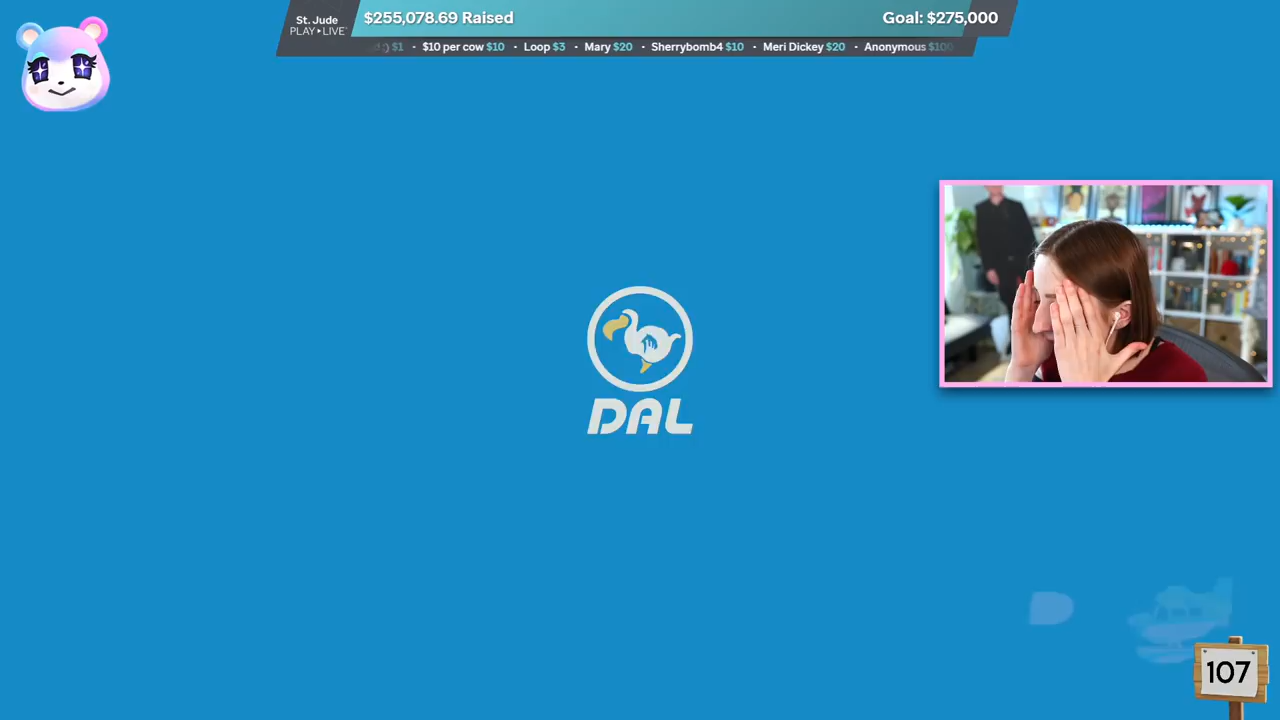 St. Jude
PLAY LIVE
$255,078.69 Raised
Goal: $275,000
$1 · $10 per cow $10 · Loop $3 · Mary $20 · Sherrybomb4 $10 · Meri Dickey $20 · Anonymous $100
DAL
107